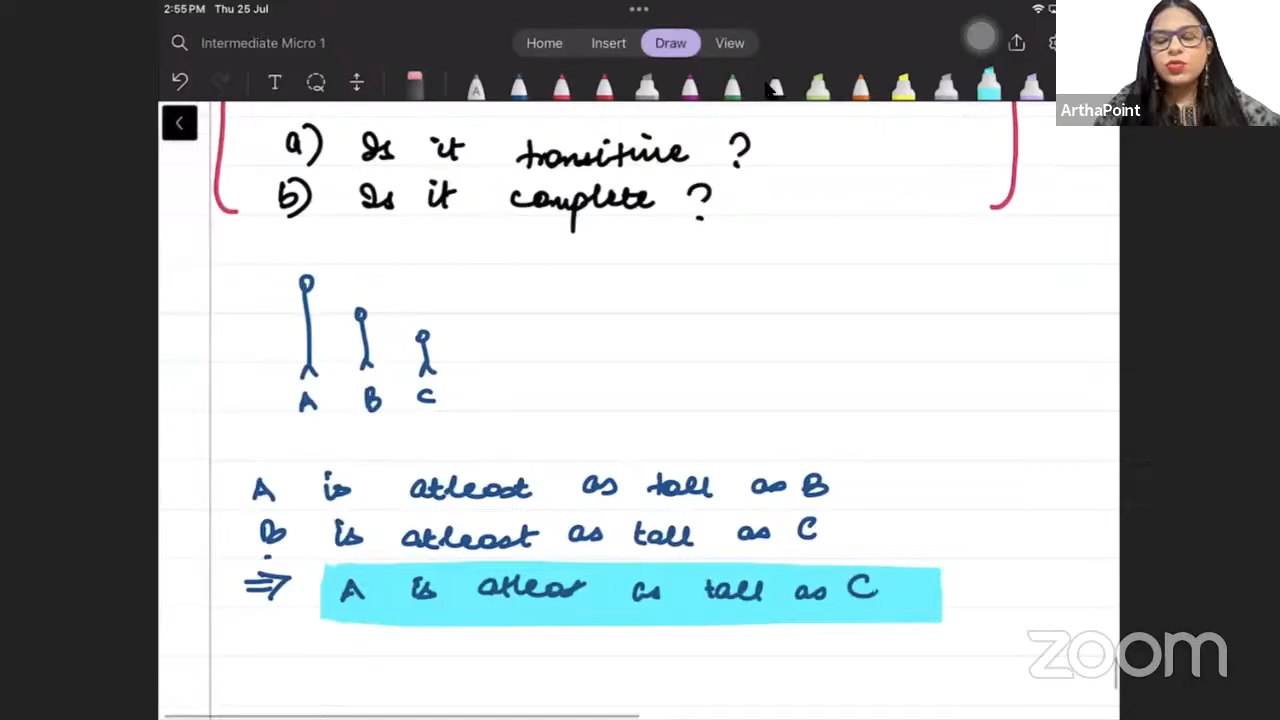 2:55 PM Thu 25 Jul
Intermediate Micro 1
Home Insert Draw View
T
A
ArthaPoint
a) Is it transitive ?
b) Is it complete ?
A B C
A is atleast as tall as B
B is atleast as tall as C
⇒ A is atleas as tall as C
zoom